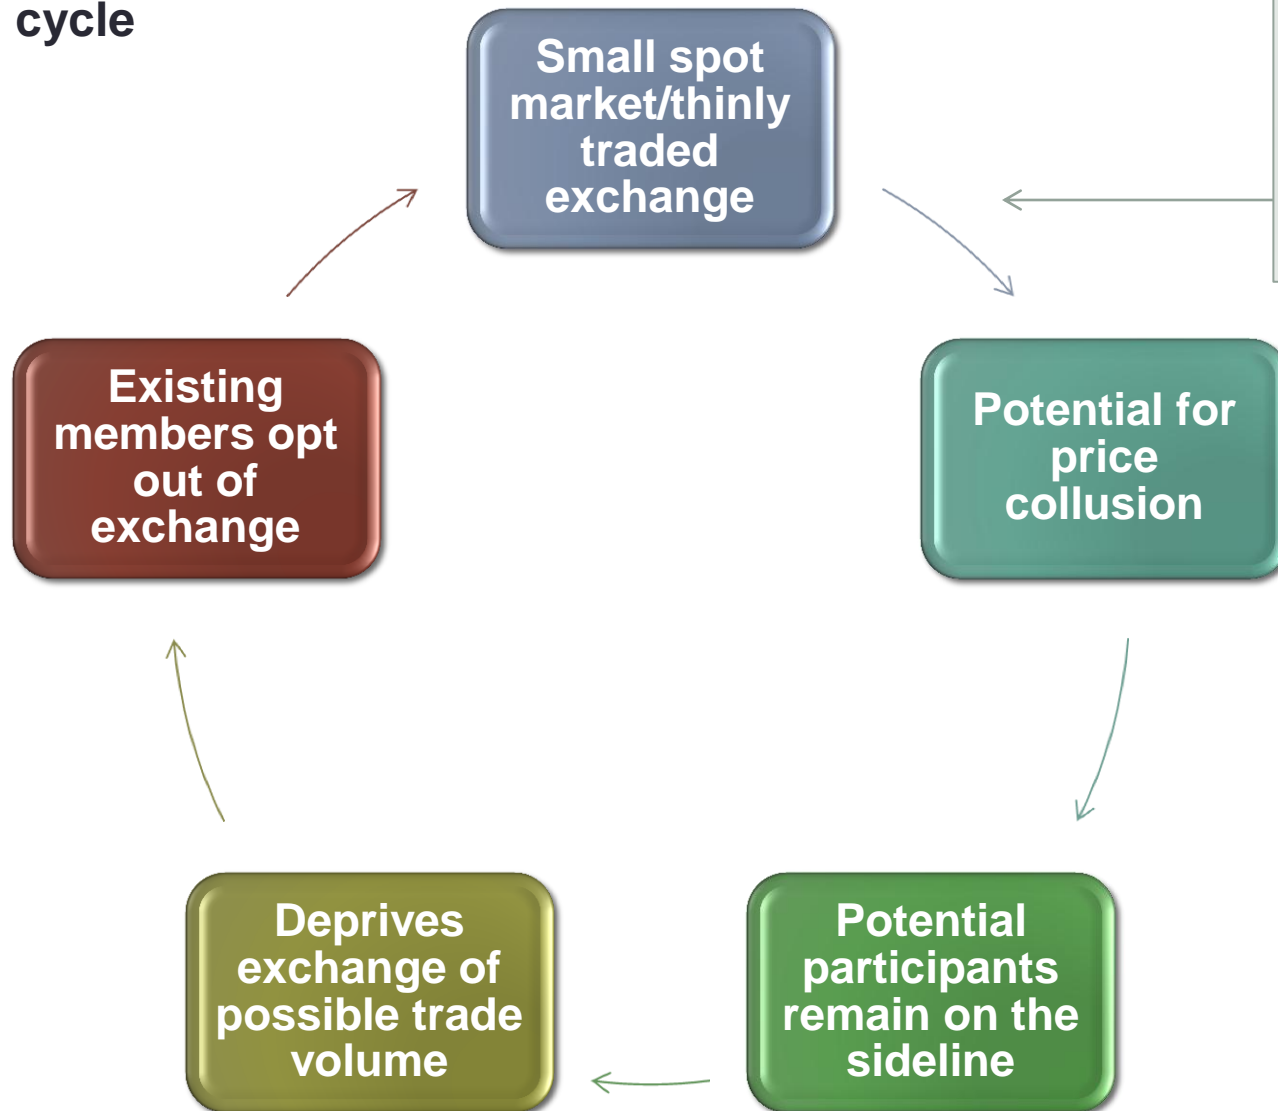 cycle
Small spot
market/thinly
traded
exchange
Existing
members opt
out of
exchange
Potential for
price
collusion
Deprives
exchange of
possible trade
volume
Potential
participants
remain on the
sideline